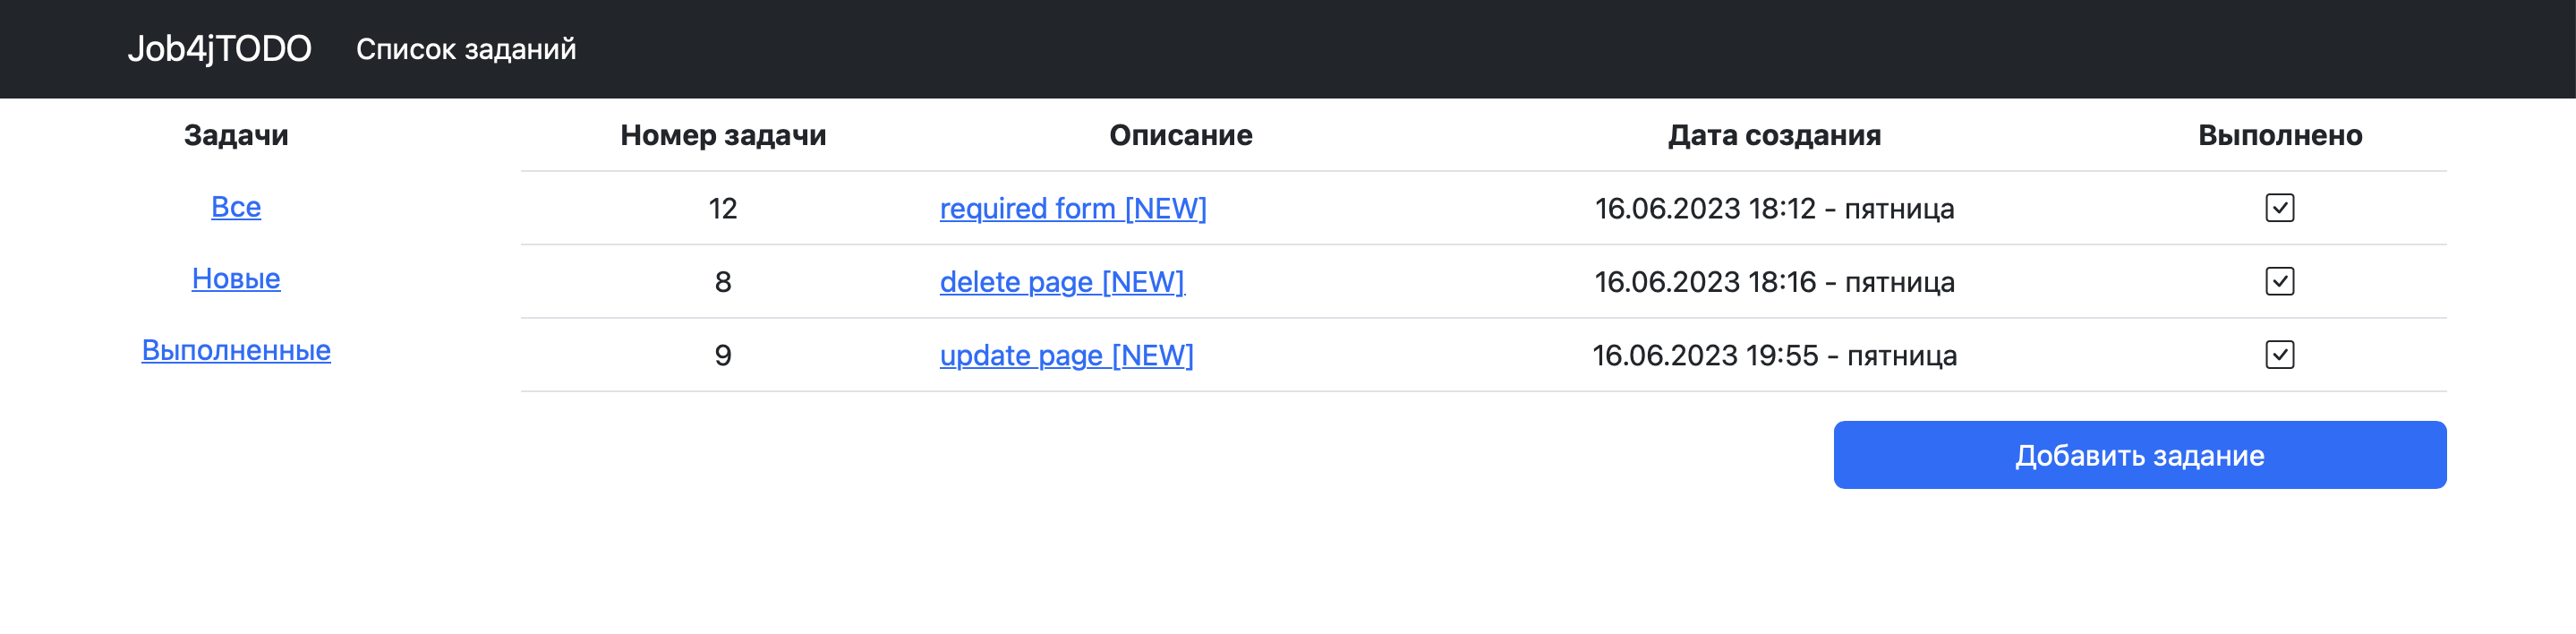 Job4jTODO Список заданий
Задачи Номер задачи Описание Дата создания Выполнено
Все 12 required form [NEW] 16.06.2023 18:12 - пятница
Новые 8 delete page [NEW] 16.06.2023 18:16 - пятница
Выполненные 9 update page [NEW] 16.06.2023 19:55 - пятница
Добавить задание